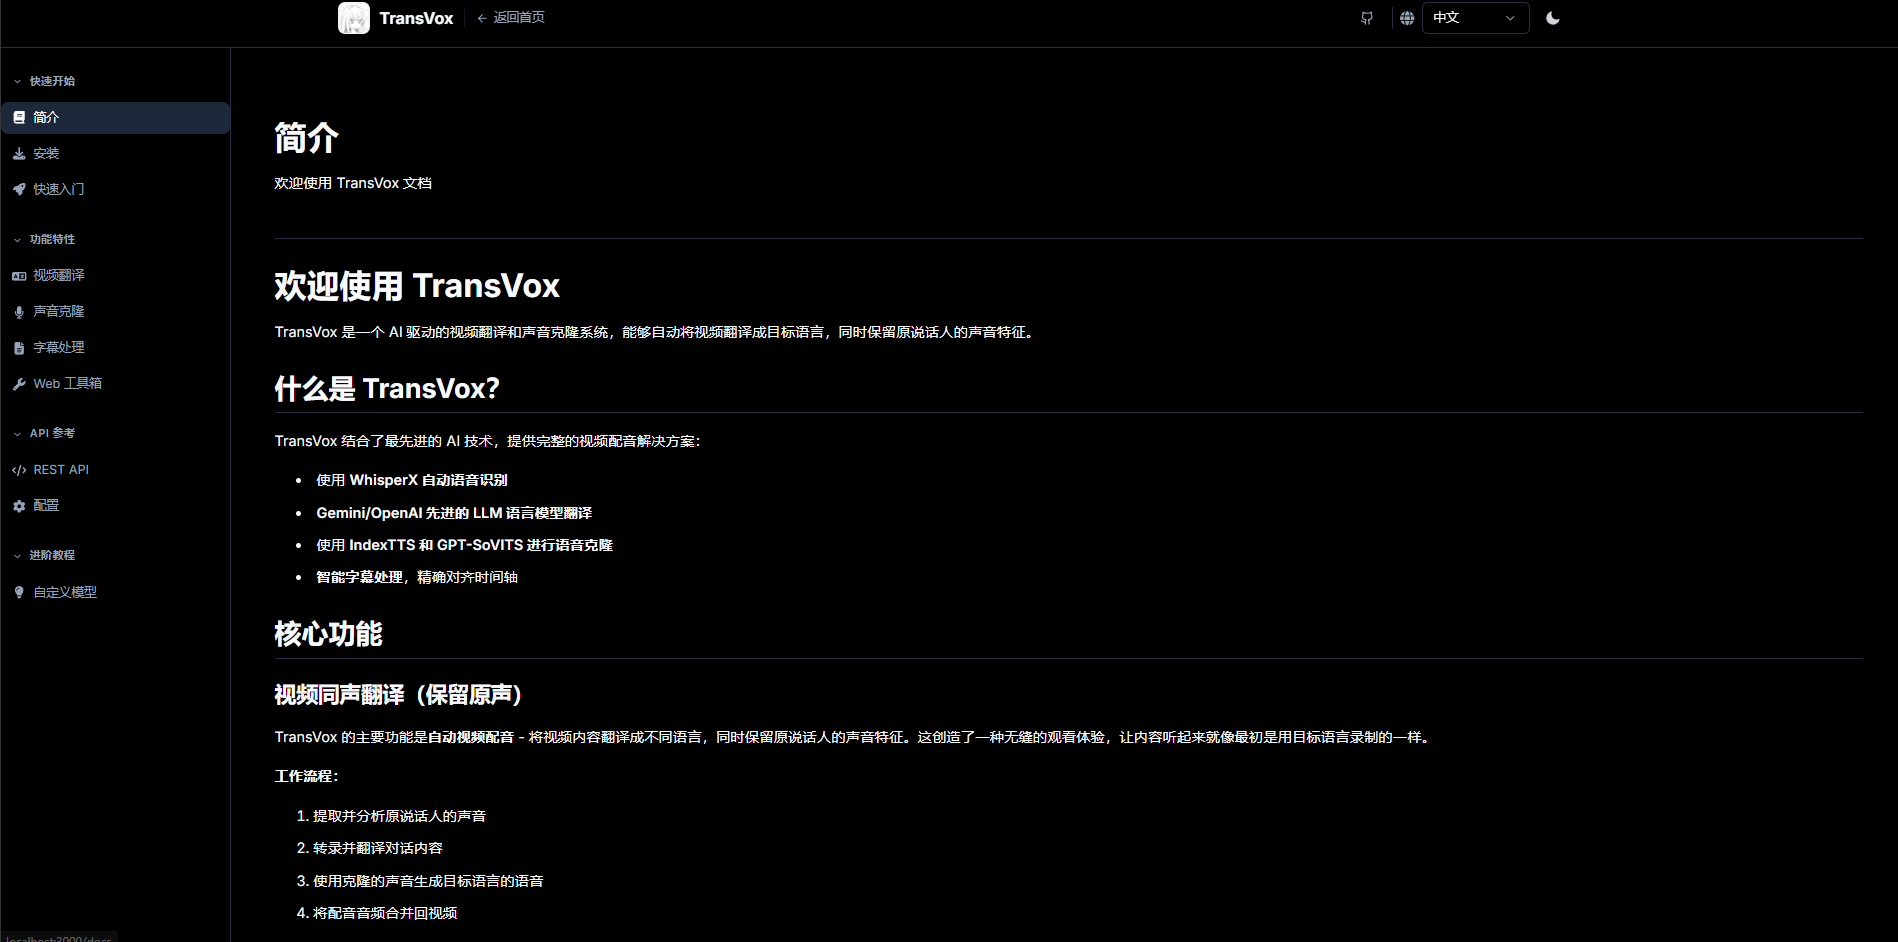 TransVox
← 返回首页
中文
快速开始
简介
安装
快速入门
功能特性
视频翻译
声音克隆
字幕处理
Web 工具箱
API 参考
REST API
配置
进阶教程
自定义模型
简介
欢迎使用 TransVox 文档
欢迎使用 TransVox
TransVox 是一个 AI 驱动的视频翻译和声音克隆系统，能够自动将视频翻译成目标语言，同时保留原说话人的声音特征。
什么是 TransVox？
TransVox 结合了最先进的 AI 技术，提供完整的视频配音解决方案：
• 使用 WhisperX 自动语音识别
• Gemini/OpenAI 先进的 LLM 语言模型翻译
• 使用 IndexTTS 和 GPT-SoVITS 进行语音克隆
• 智能字幕处理，精确对齐时间轴
核心功能
视频同声翻译（保留原声）
TransVox 的主要功能是自动视频配音 - 将视频内容翻译成不同语言，同时保留原说话人的声音特征。这创造了一种无缝的观看体验，让内容听起来就像最初是用目标语言录制的一样。
工作流程：
1. 提取并分析原说话人的声音
2. 转录并翻译对话内容
3. 使用克隆的声音生成目标语言的语音
4. 将配音音频合并回视频
localhost:3000/docs